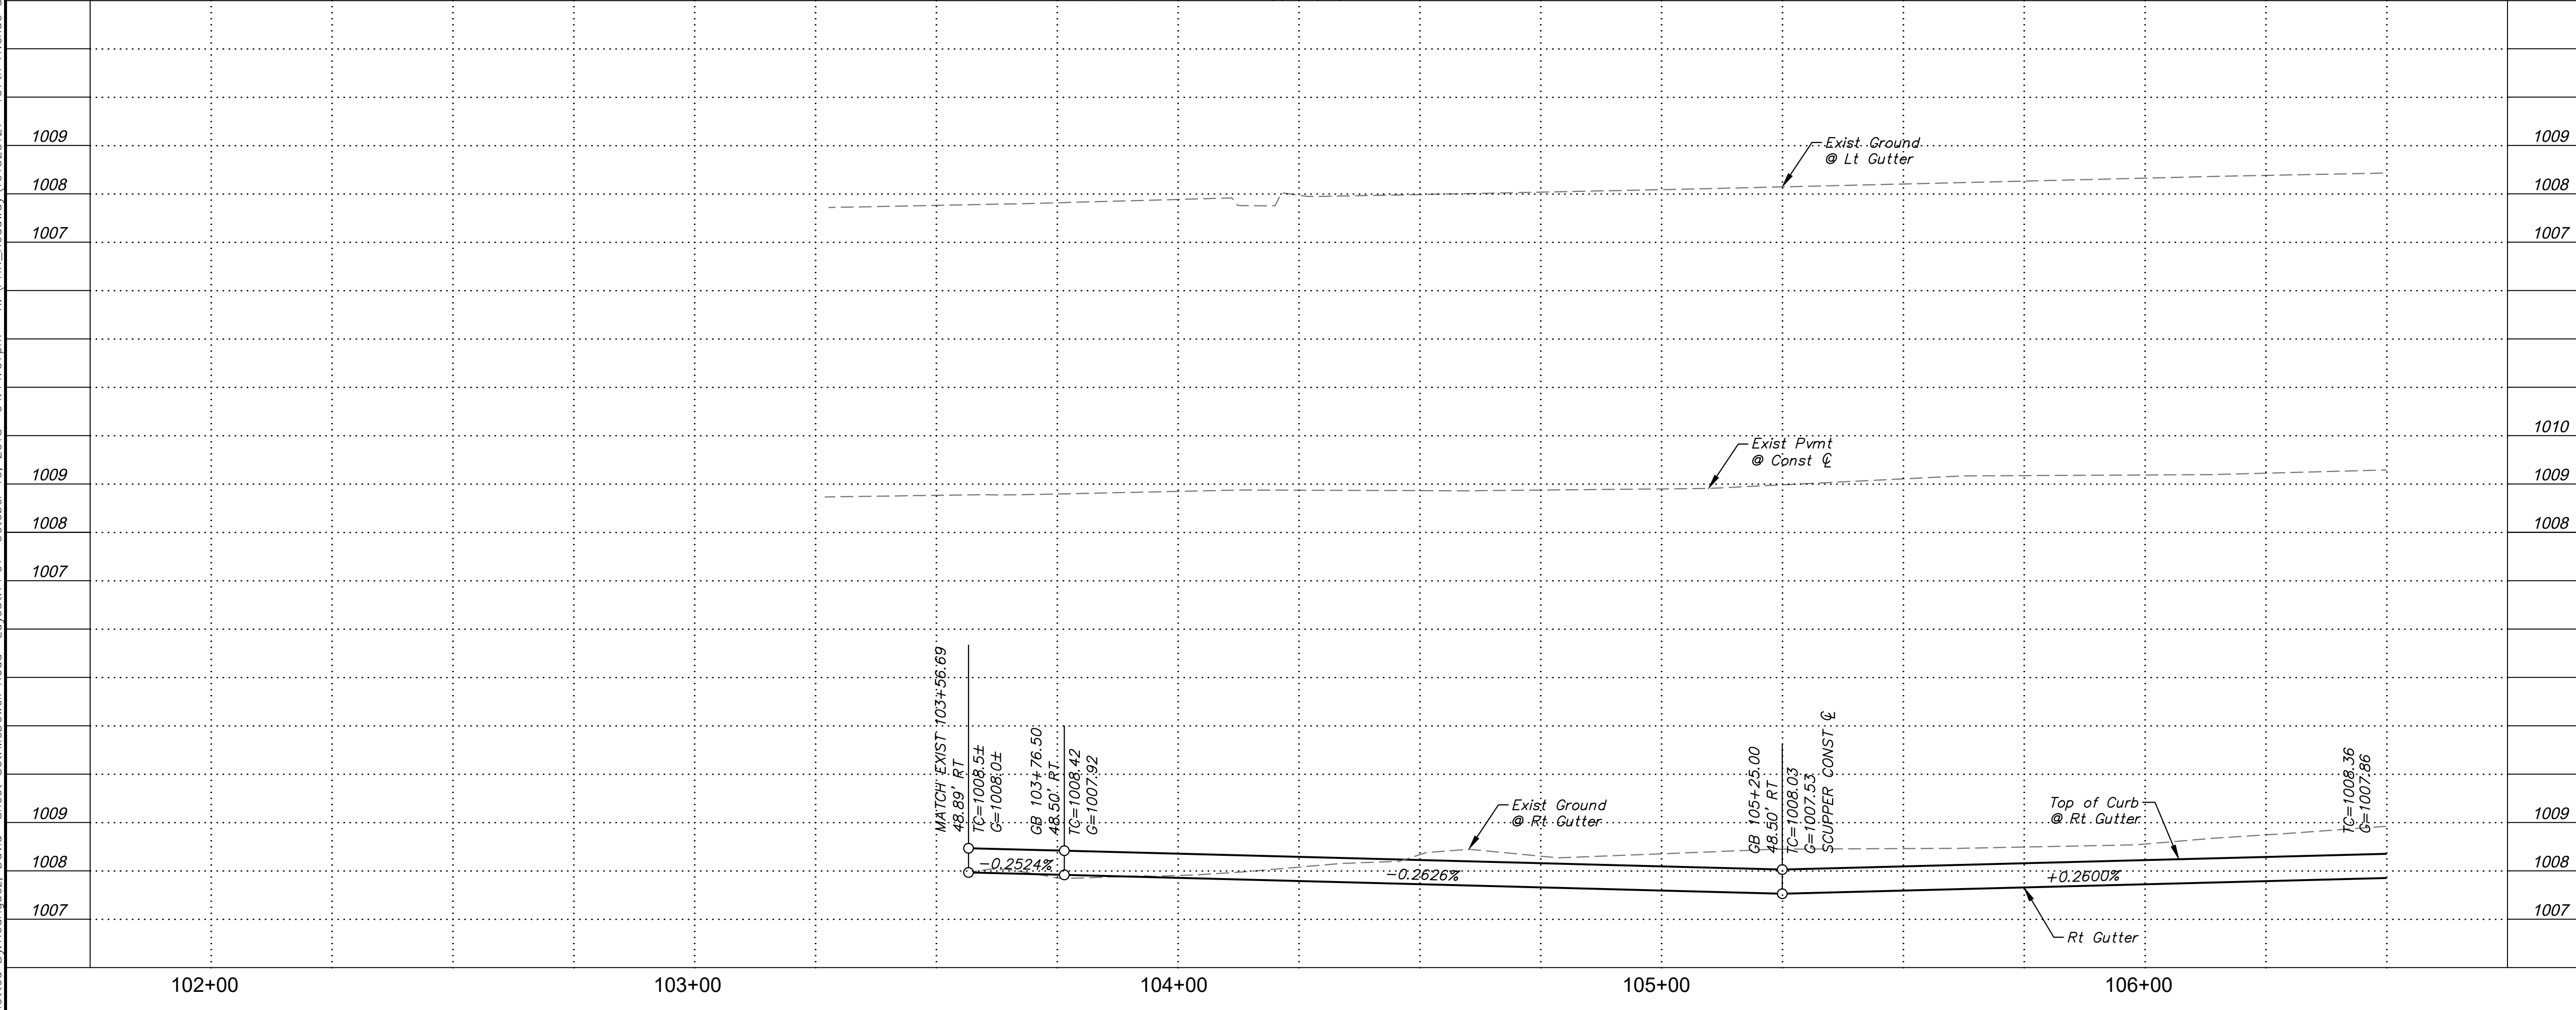 1009
1009
Exist Ground
@ Lt Gutter
1008
1008
1007
1007
1010
Exist Pvmt
@ Const ℄
1009
1009
1008
1008
1007
MATCH EXIST 103+56.69
48.89' RT
TC=1008.5±
G=1008.0±
GB 103+76.50
48.50' RT
TC=1008.42
G=1007.92
GB 105+25.00
48.50' RT
TC=1008.03
G=1007.53
SCUPPER CONST ℄
TC=1008.36
G=1007.86
Exist Ground
@ Rt Gutter
Top of Curb
@ Rt Gutter
1009
1009
1008
1008
-0.2524%
-0.2626%
+0.2600%
1007
1007
Rt Gutter
102+00
103+00
104+00
105+00
106+00